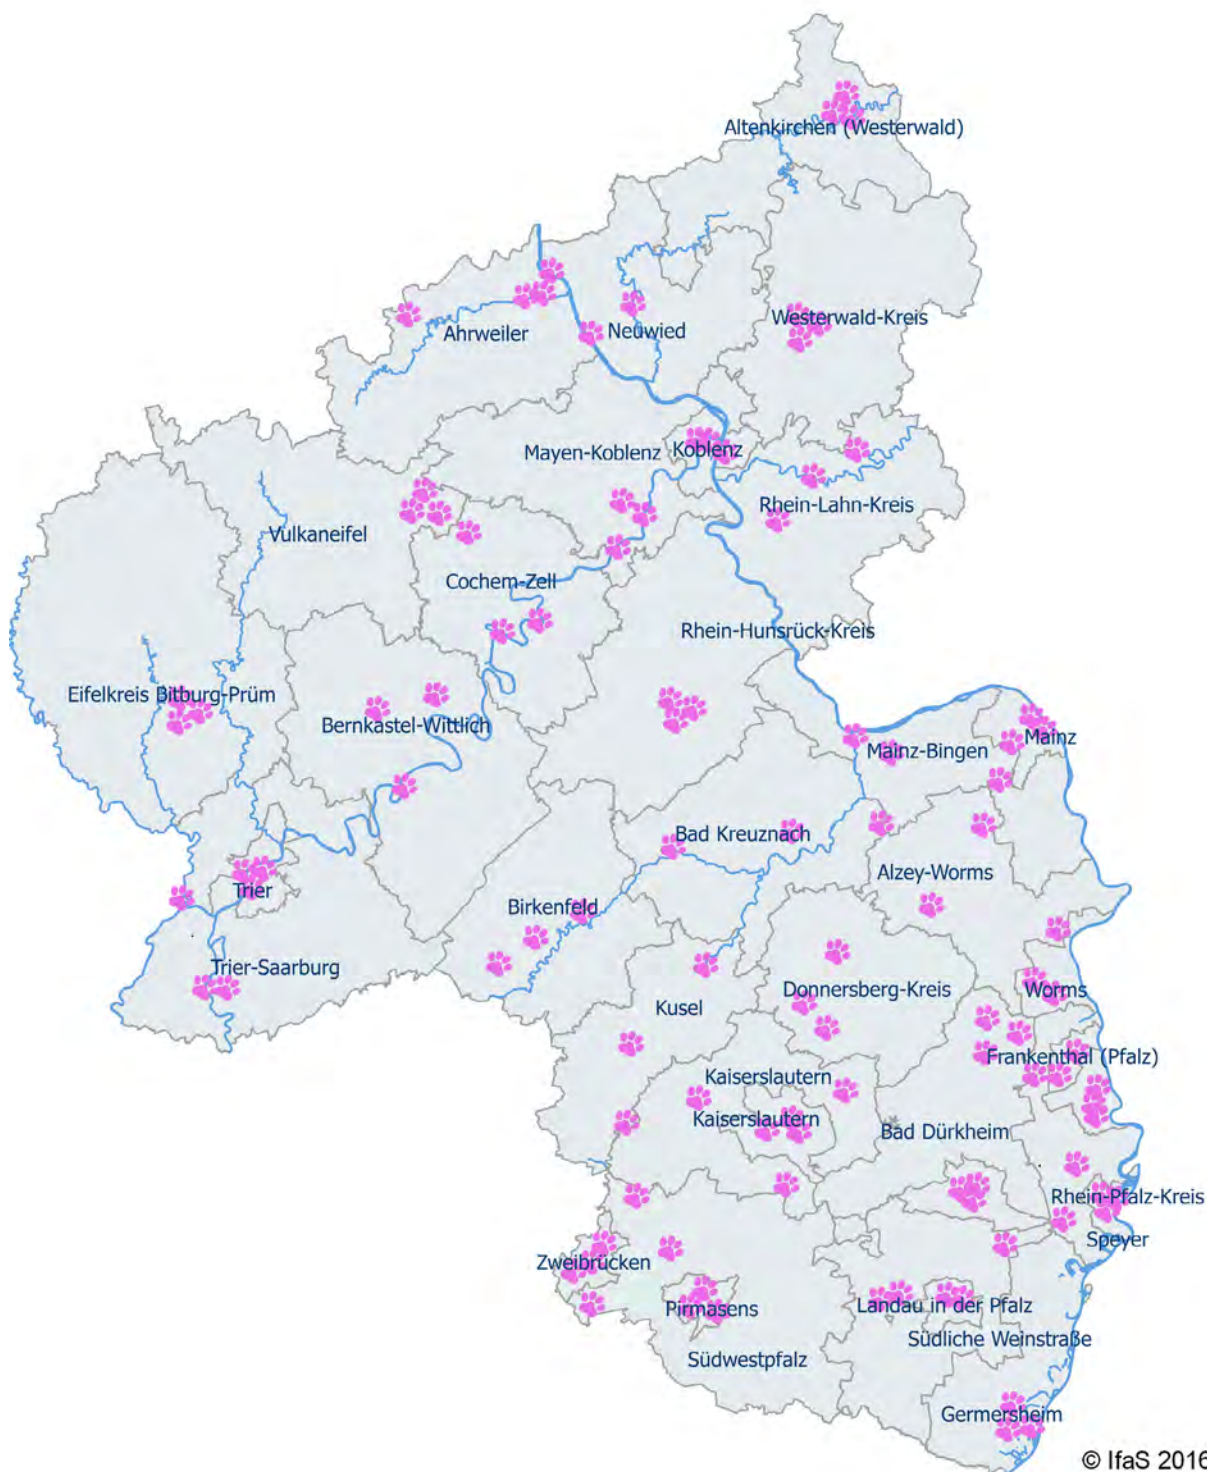 Altenkirchen (Westerwald)
Westerwald-Kreis
Ahrweiler
Neuwied
Mayen-Koblenz
Koblenz
Rhein-Lahn-Kreis
Vulkaneifel
Cochem-Zell
Rhein-Hunsrück-Kreis
Eifelkreis Bitburg-Prüm
Bernkastel-Wittlich
Mainz-Bingen
Mainz
Bad Kreuznach
Alzey-Worms
Trier
Birkenfeld
Trier-Saarburg
Donnersberg-Kreis
Worms
Kusel
Frankenthal (Pfalz)
Kaiserslautern
Kaiserslautern
Bad Dürkheim
Rhein-Pfalz-Kreis
Speyer
Zweibrücken
Pirmasens
Landau in der Pfalz
Südliche Weinstraße
Südwestpfalz
Germersheim
© IfaS 2016